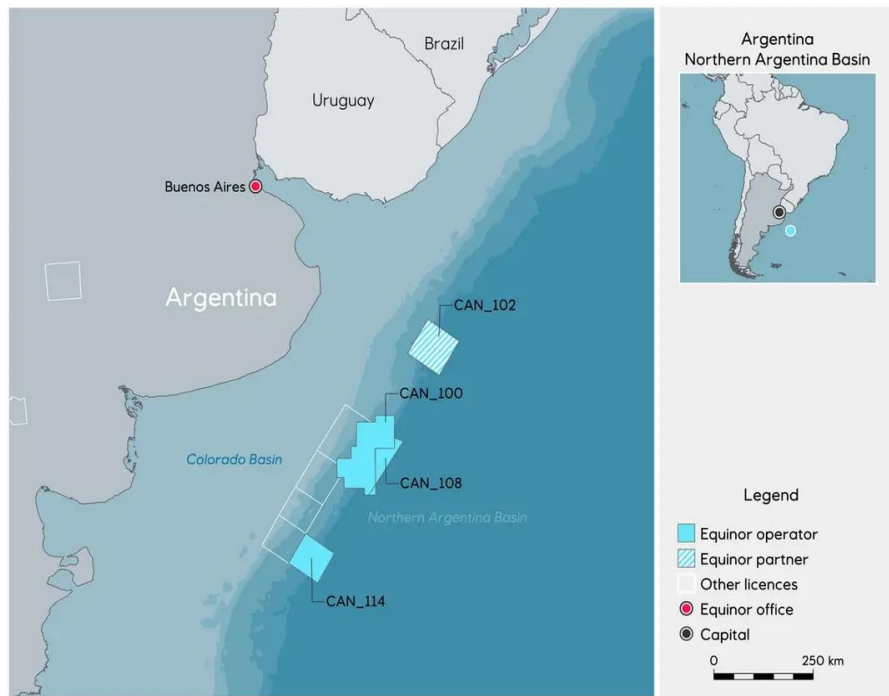 Brazil
Uruguay
Buenos Aires
Argentina
CAN_102
CAN_100
Colorado Basin
CAN_108
Northern Argentina Basin
CAN_114
Argentina
Northern Argentina Basin
Legend
Equinor operator
Equinor partner
Other licences
Equinor office
Capital
0 250 km